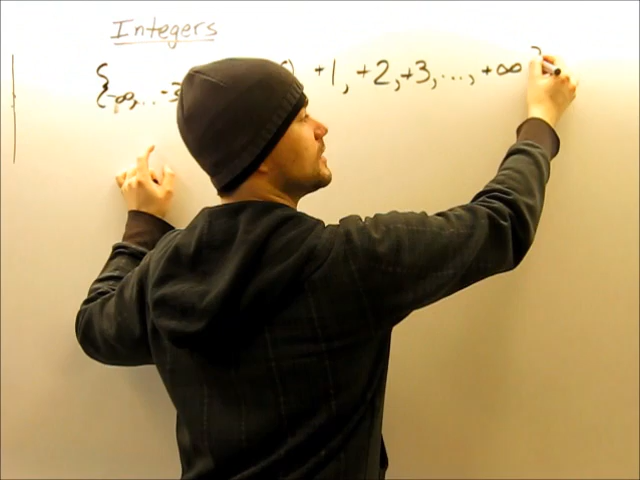 Integers
{-∞,...-3 +1, +2,+3,..., +∞